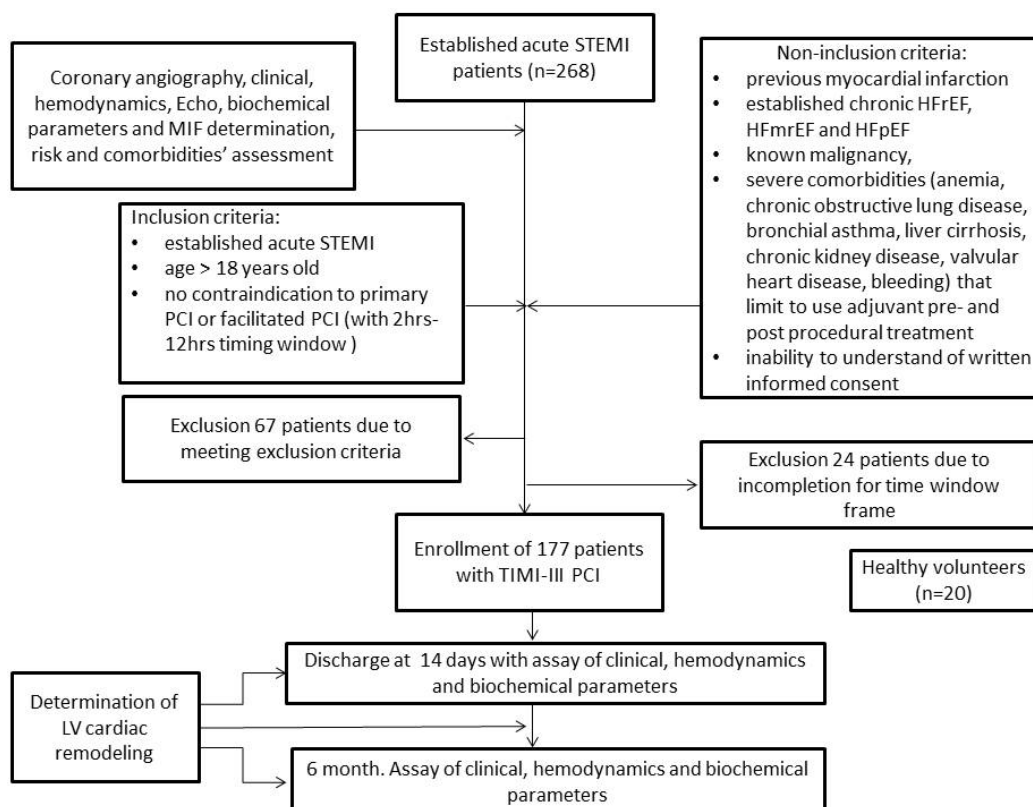 Established acute STEMI
patients (n=268)
Coronary angiography, clinical,
hemodynamics, Echo, biochemical
parameters and MIF determination,
risk and comorbidities’ assessment
Non-inclusion criteria:
• previous myocardial infarction
• established chronic HFrEF,
HFmrEF and HFpEF
• known malignancy,
• severe comorbidities (anemia,
chronic obstructive lung disease,
bronchial asthma, liver cirrhosis,
chronic kidney disease, valvular
heart disease, bleeding) that
limit to use adjuvant pre- and
post procedural treatment
• inability to understand of written
informed consent
Inclusion criteria:
• established acute STEMI
• age > 18 years old
• no contraindication to primary
PCI or facilitated PCI (with 2hrs-
12hrs timing window )
Exclusion 67 patients due to
meeting exclusion criteria
Exclusion 24 patients due to
incompletion for time window
frame
Enrollment of 177 patients
with TIMI-III PCI
Healthy volunteers
(n=20)
Discharge at 14 days with assay of clinical, hemodynamics
and biochemical parameters
Determination of
LV cardiac
remodeling
6 month. Assay of clinical, hemodynamics and biochemical
parameters